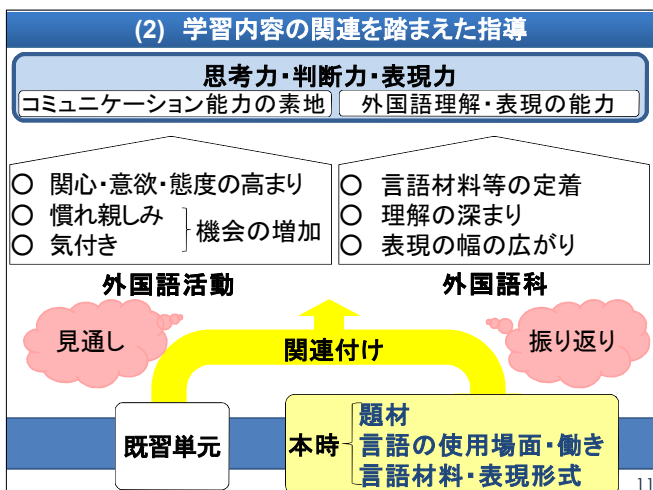 (2) 学習内容の関連を踏まえた指導
思考力・判断力・表現力
コミュニケーション能力の素地
外国語理解・表現の能力
○ 関心・意欲・態度の高まり
○ 慣れ親しみ
○ 気付き
機会の増加
○ 言語材料等の定着
○ 理解の深まり
○ 表現の幅の広がり
外国語活動
外国語科
見通し
関連付け
振り返り
既習単元
本時
題材
言語の使用場面・働き
言語材料・表現形式
11